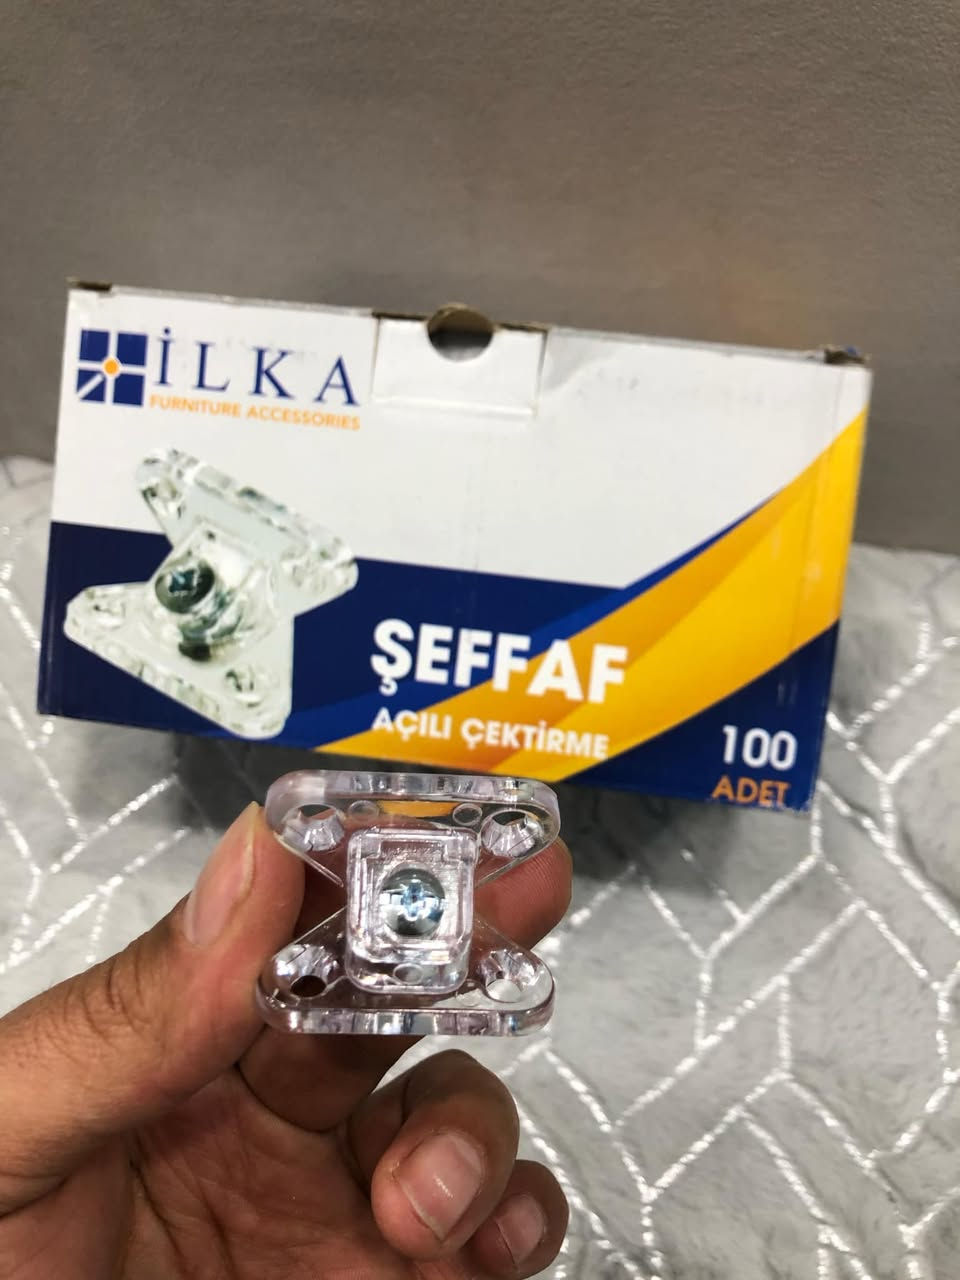 İLKA
FURNITURE ACCESSORIES
ŞEFFAF
AÇILI ÇEKTİRME
100
ADET